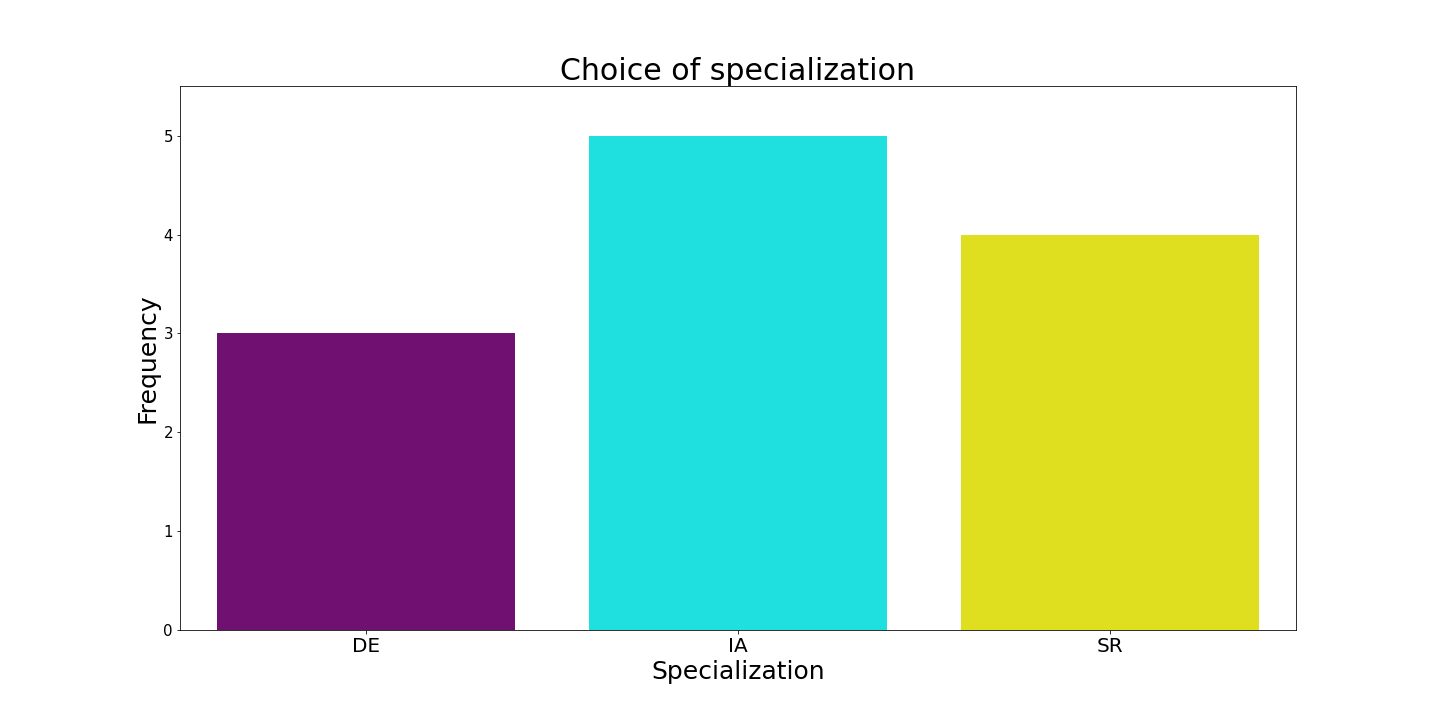 Choice of specialization
5
4
3
2
1
0
Frequency
DE
IA
SR
Specialization